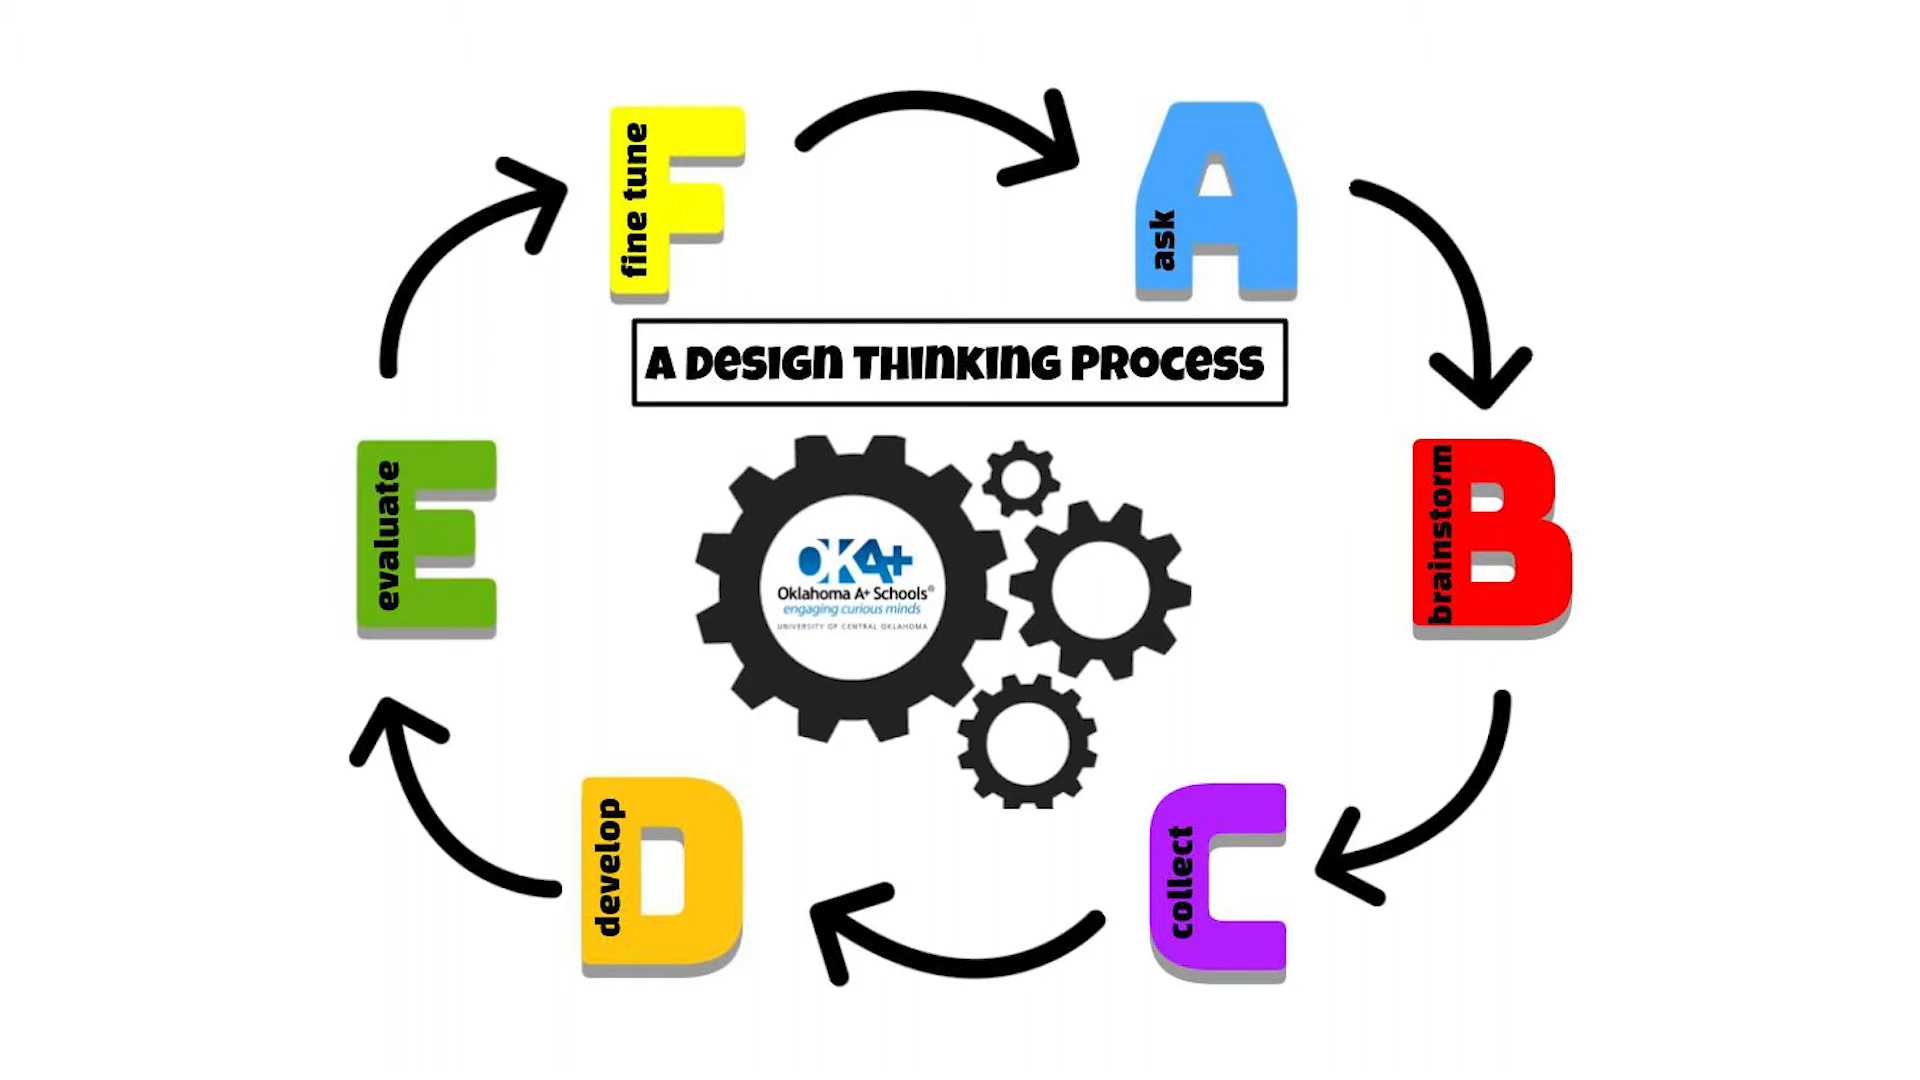 F
fine tune
A
ask
A Design Thinking Process
E
evaluate
B
brainstorm
OKA+
Oklahoma A+ Schools®
engaging curious minds
UNIVERSITY OF CENTRAL OKLAHOMA
D
develop
C
collect